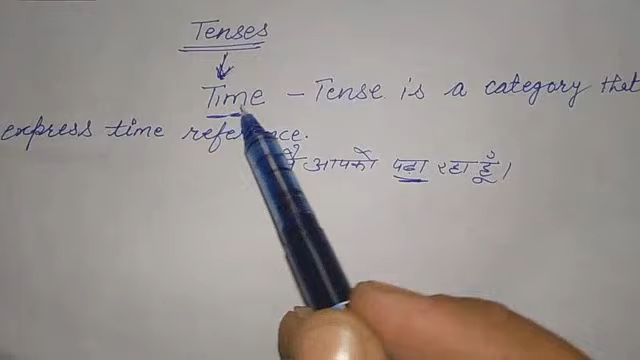 Tenses
Time - Tense is a category that
express time reference.
मैं आपको पढ़ा रहा हूँ।